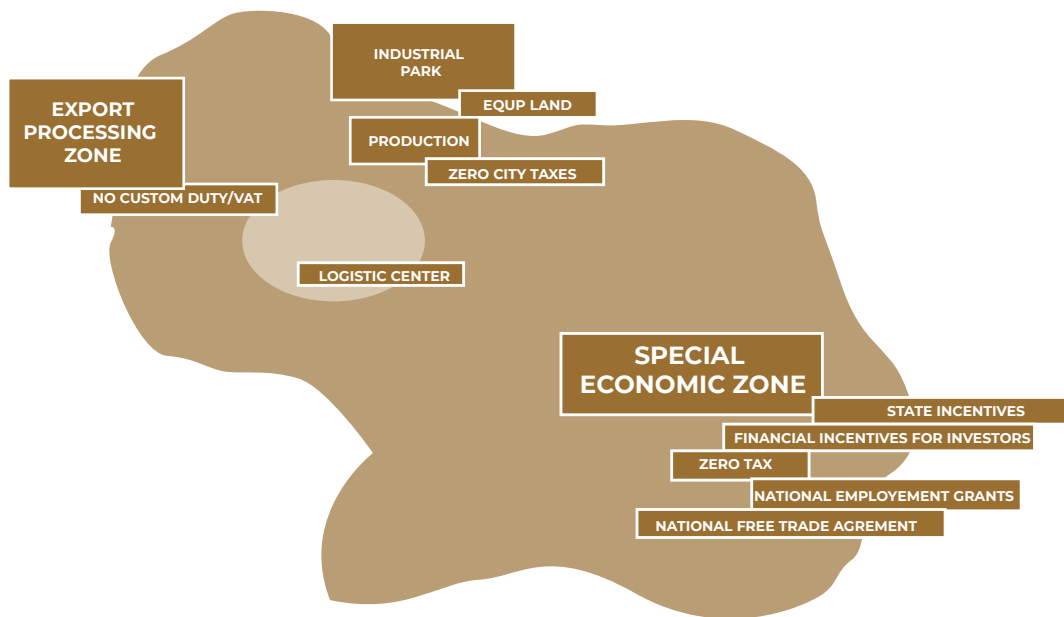 INDUSTRIAL
PARK
EQUP LAND
EXPORT
PROCESSING
ZONE
NO CUSTOM DUTY/VAT
PRODUCTION
ZERO CITY TAXES
LOGISTIC CENTER
SPECIAL
ECONOMIC ZONE
STATE INCENTIVES
FINANCIAL INCENTIVES FOR INVESTORS
ZERO TAX
NATIONAL EMPLOYEMENT GRANTS
NATIONAL FREE TRADE AGREMENT